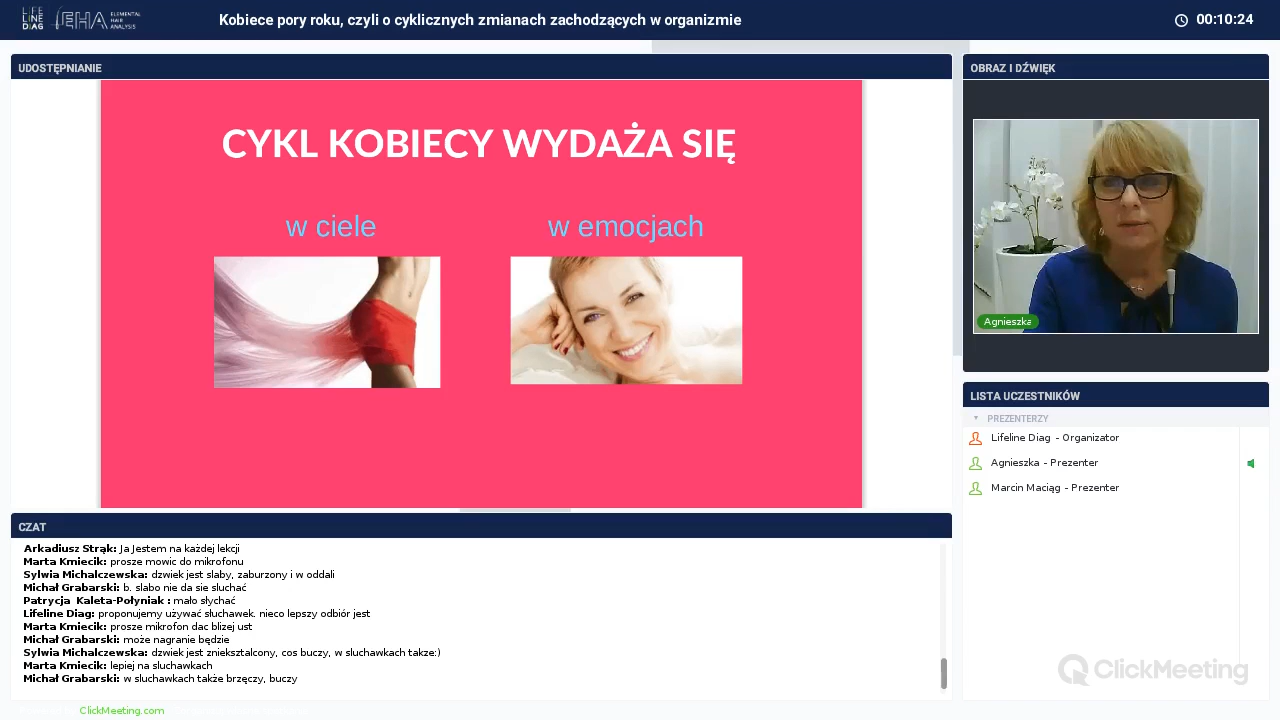 LIFE
LINE
DIAG
EHA ELEMENTAL
HAIR
ANALYSIS
Kobiece pory roku, czyli o cyklicznych zmianach zachodzących w organizmie
00:10:24
UDOSTĘPNIANIE
CYKL KOBIECY WYDAŻA SIĘ
w ciele
w emocjach
OBRAZ I DŹWIĘK
Agnieszka
LISTA UCZESTNIKÓW
PREZENTERZY
Lifeline Diag - Organizator
Agnieszka - Prezenter
Marcin Maciąg - Prezenter
CZAT
Arkadiusz Strąk: Ja Jestem na każdej lekcji
Marta Kmiecik: prosze mowic do mikrofonu
Sylwia Michalczewska: dzwiek jest slaby, zaburzony i w oddali
Michał Grabarski: b. slabo nie da sie sluchać
Patrycja Kaleta-Połyniak : mało słychać
Lifeline Diag: proponujemy używać słuchawek. nieco lepszy odbiór jest
Marta Kmiecik: prosze mikrofon dac blizej ust
Michał Grabarski: może nagranie będzie
Sylwia Michalczewska: dzwiek jest znieksztalcony, cos buczy, w sluchawkach takze:)
Marta Kmiecik: lepiej na sluchawkach
Michał Grabarski: w sluchawkach także brzęczy, buczy
ClickMeeting
ClickMeeting.com